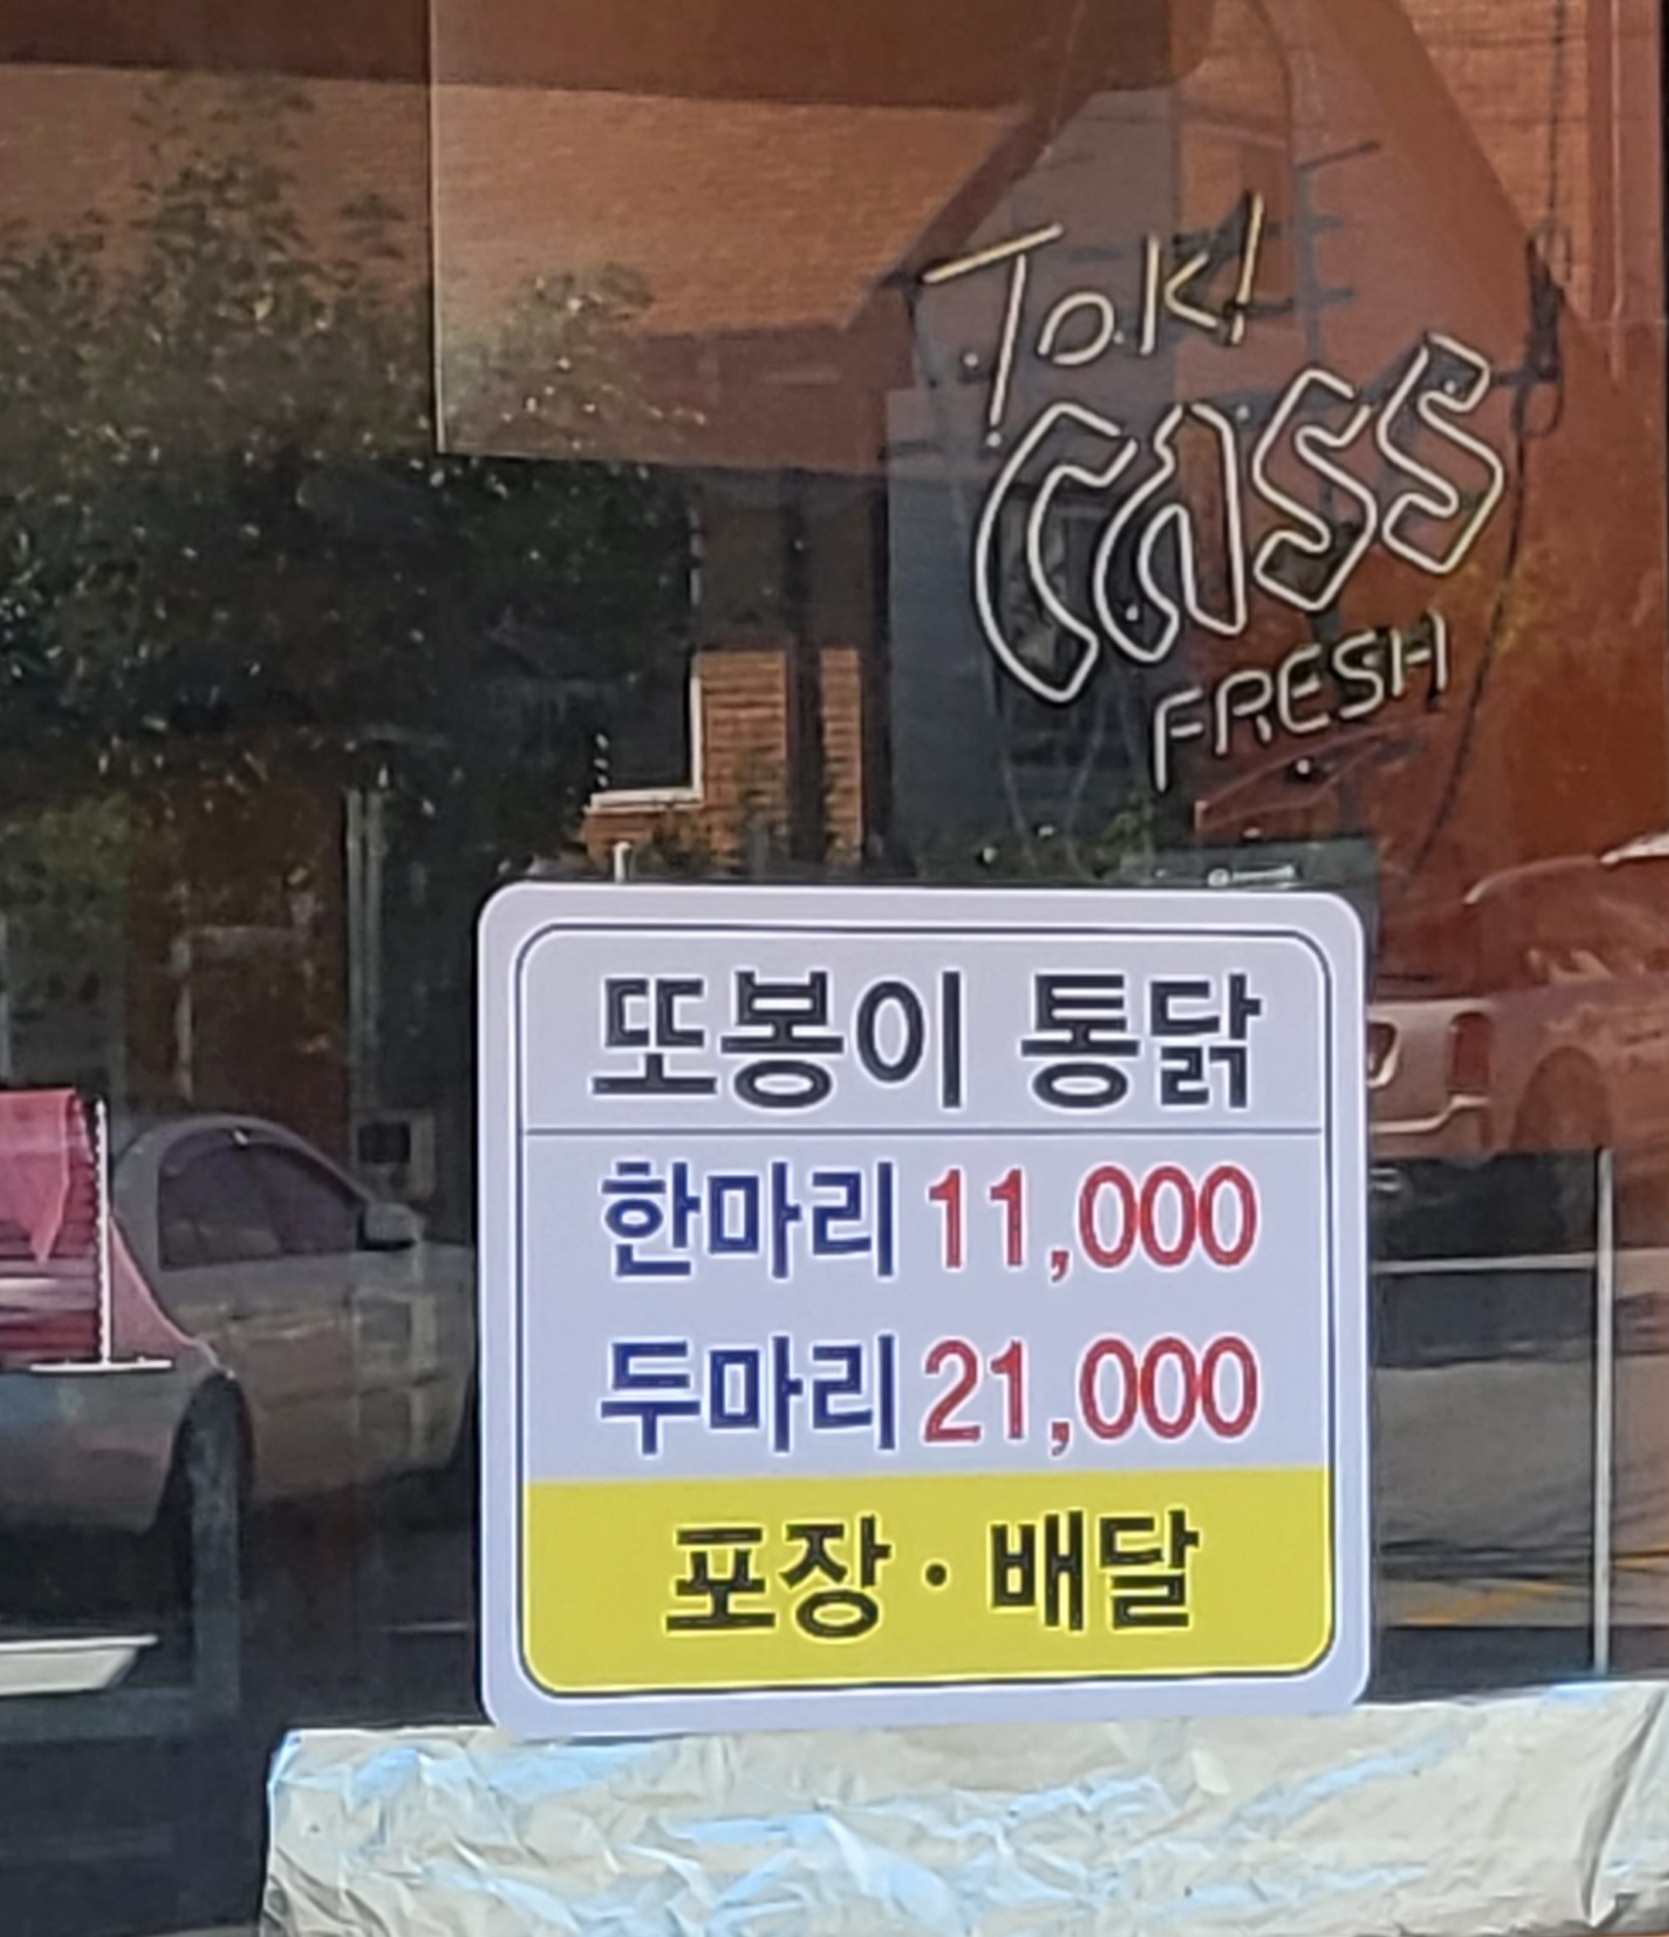 TOK!
CASS
FRESH
또봉이 통닭
한마리 11,000
두마리 21,000
포장 · 배달